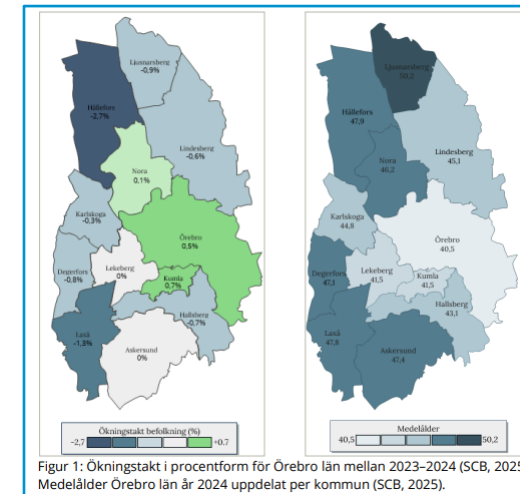 Ljusnarsberg
-0,9%
Hällefors
-2,7%
Lindesberg
-0,6%
Nora
0,1%
Karlskoga
-0,3%
Örebro
0,5%
Degerfors
-0,8%
Lekeberg
0%
Kumla
0,7%
Hallsberg
-0,7%
Laxå
-1,3%
Askersund
0%
Ökningstakt befolkning (%)
-2,7
+0.7
Ljusnarsberg
50,2
Hällefors
47,9
Lindesberg
45,1
Nora
46,2
Karlskoga
44,8
Örebro
40,5
Degerfors
47,1
Lekeberg
41,5
Kumla
41,5
Hallsberg
43,1
Laxå
47,8
Askersund
47,4
Medelålder
40,5
50,2
Figur 1: Ökningstakt i procentform för Örebro län mellan 2023–2024 (SCB, 2025
Medelålder Örebro län år 2024 uppdelat per kommun (SCB, 2025).